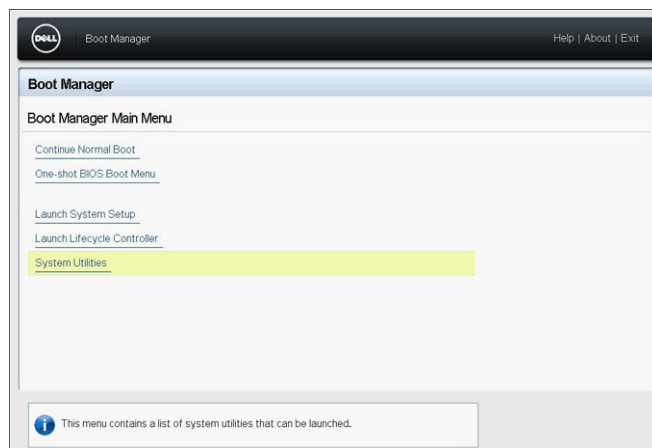 DELL Boot Manager Help | About | Exit
Boot Manager
Boot Manager Main Menu
Continue Normal Boot
One-shot BIOS Boot Menu
Launch System Setup
Launch Lifecycle Controller
System Utilities
This menu contains a list of system utilities that can be launched.